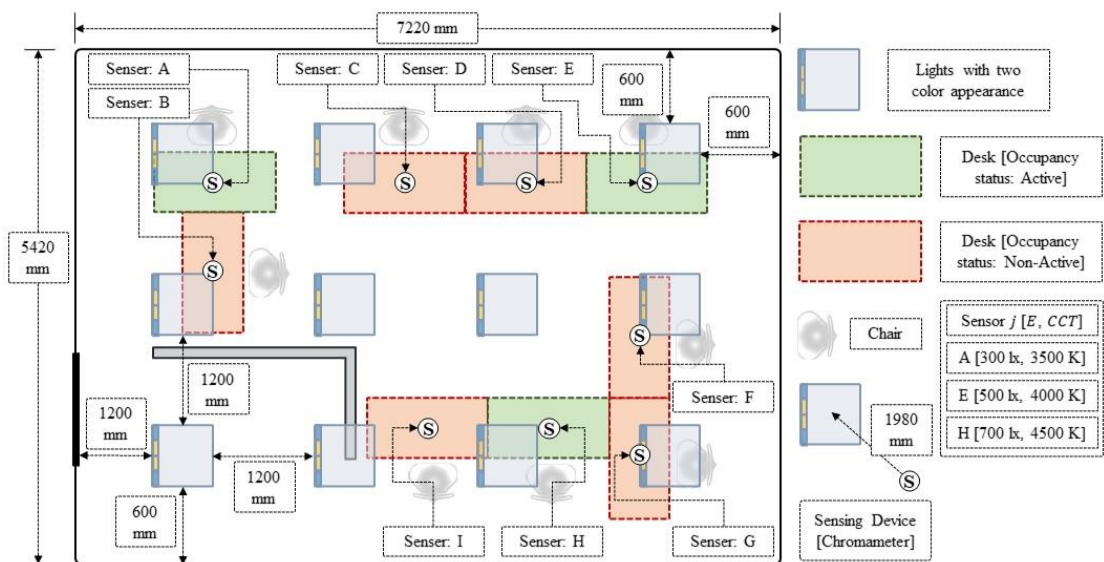 7220 mm
Senser: A
Senser: C
Senser: D
Senser: E
600
mm
Senser: B
600
mm
5420
mm
S
S
S
S
S
S
S
S
S
1200
mm
1200
mm
1200
mm
600
mm
Senser: F
Senser: I
Senser: H
Senser: G
Lights with two
color appearance
Desk [Occupancy
status: Active]
Desk [Occupancy
status: Non-Active]
Chair
Sensor j [E, CCT]
A [300 lx, 3500 K]
E [500 lx, 4000 K]
H [700 lx, 4500 K]
1980
mm
S
Sensing Device
[Chromameter]